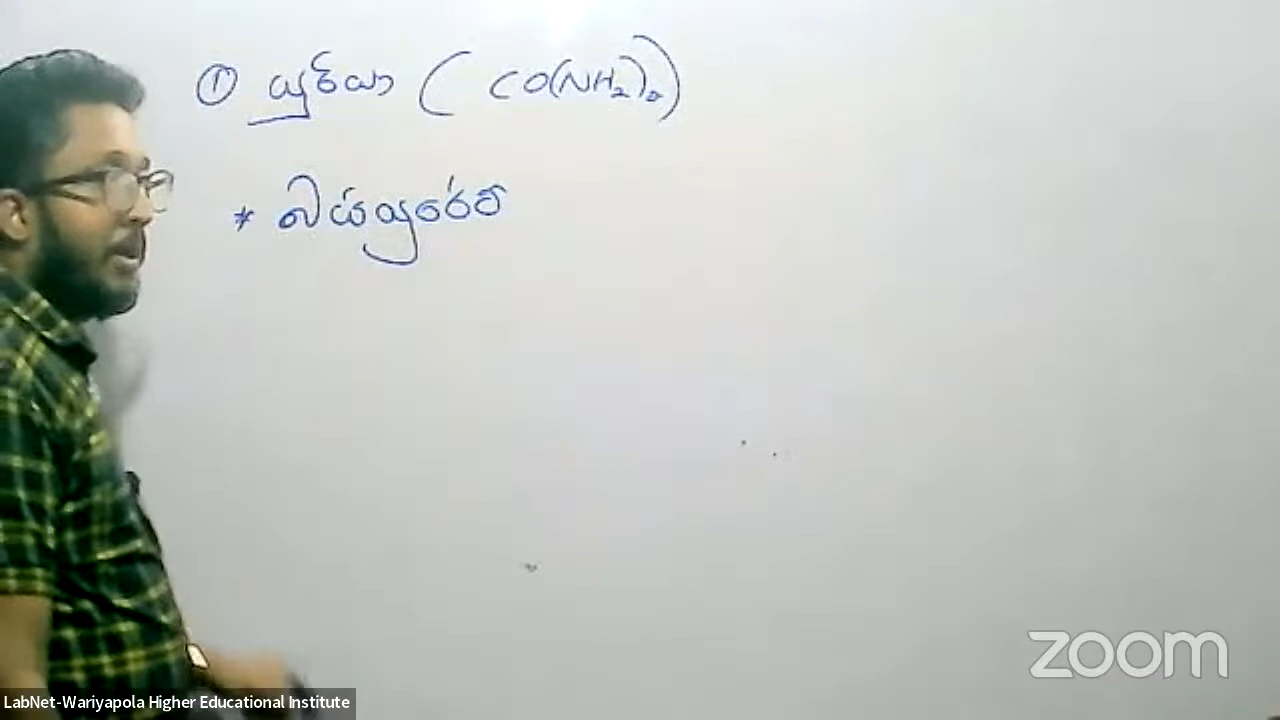 ① යූරියා ( CO(NH₂)₂)
* බයියුරේට්
zoom
LabNet-Wariyapola Higher Educational Institute